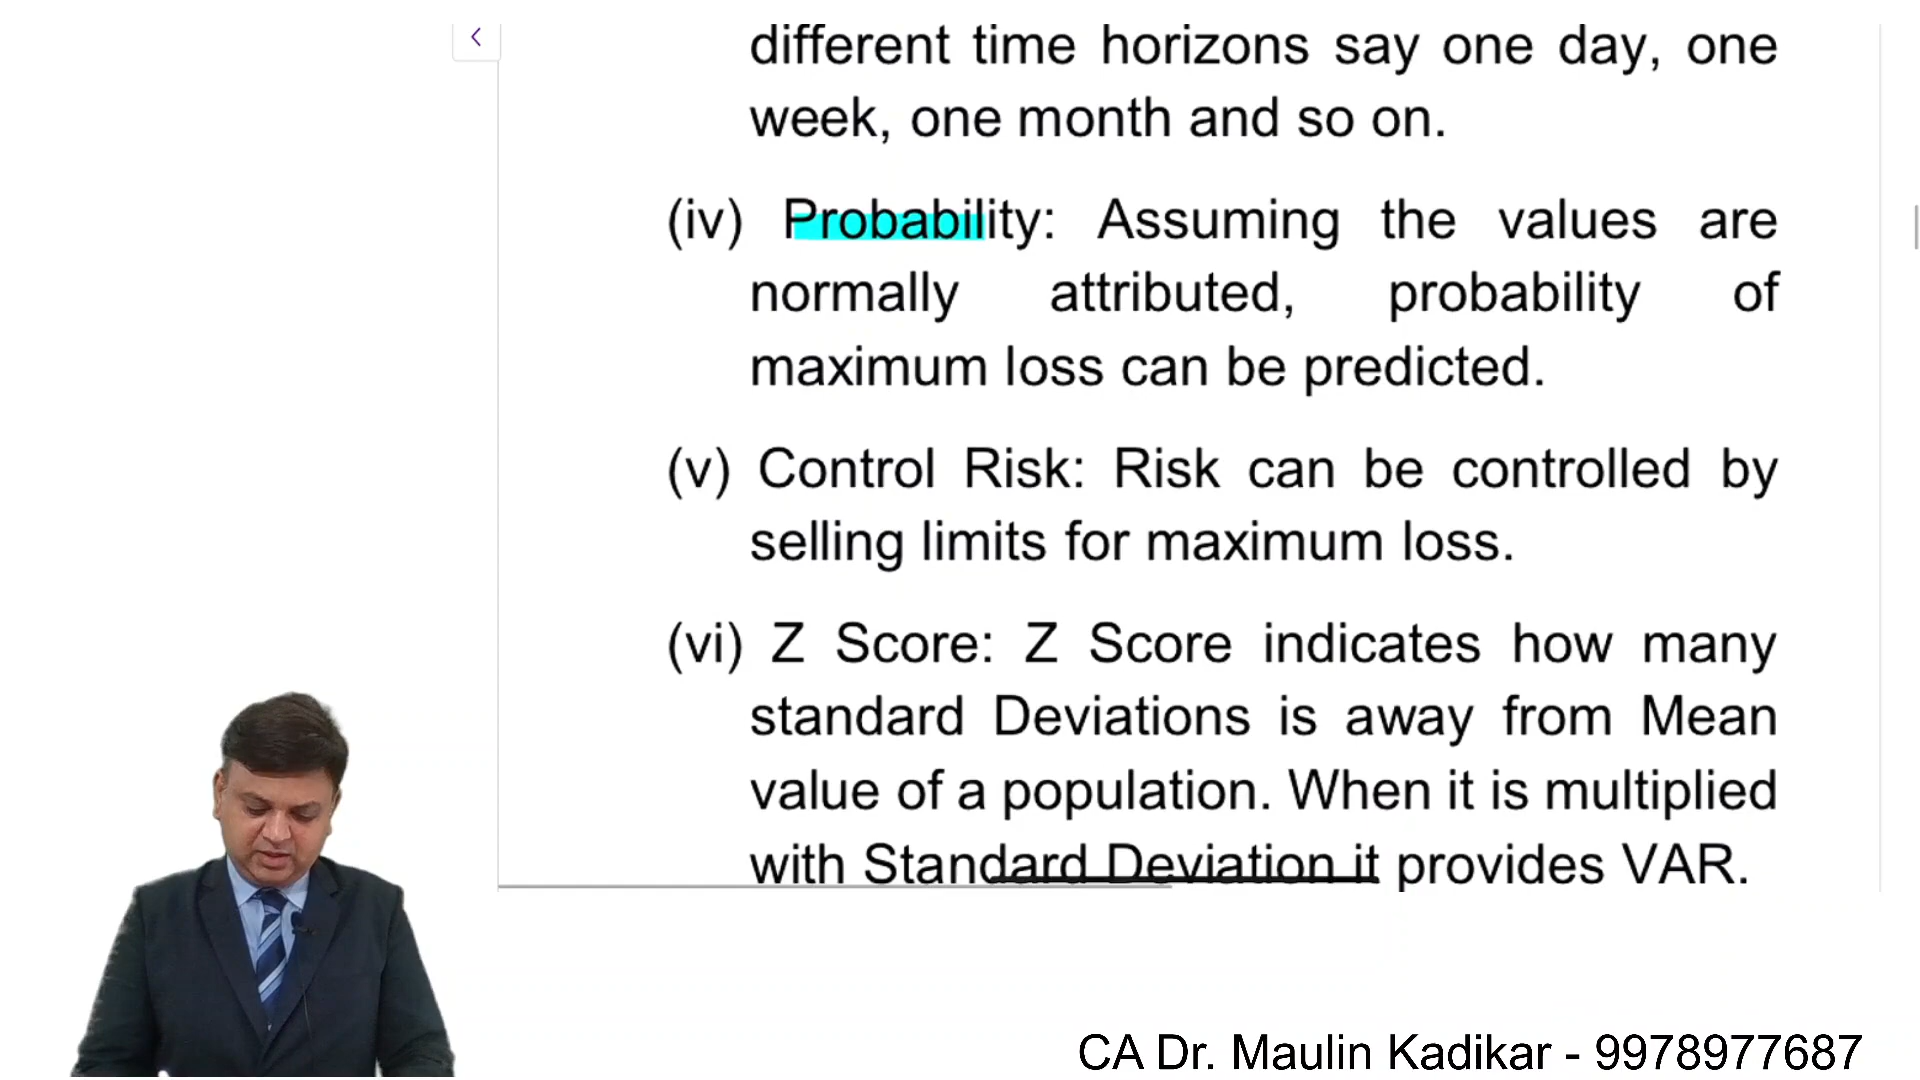 different time horizons say one day, one
week, one month and so on.
(iv) Probability: Assuming the values are
normally attributed, probability of
maximum loss can be predicted.
(v) Control Risk: Risk can be controlled by
selling limits for maximum loss.
(vi) Z Score: Z Score indicates how many
standard Deviations is away from Mean
value of a population. When it is multiplied
with Standard Deviation it provides VAR.
CA Dr. Maulin Kadikar - 9978977687